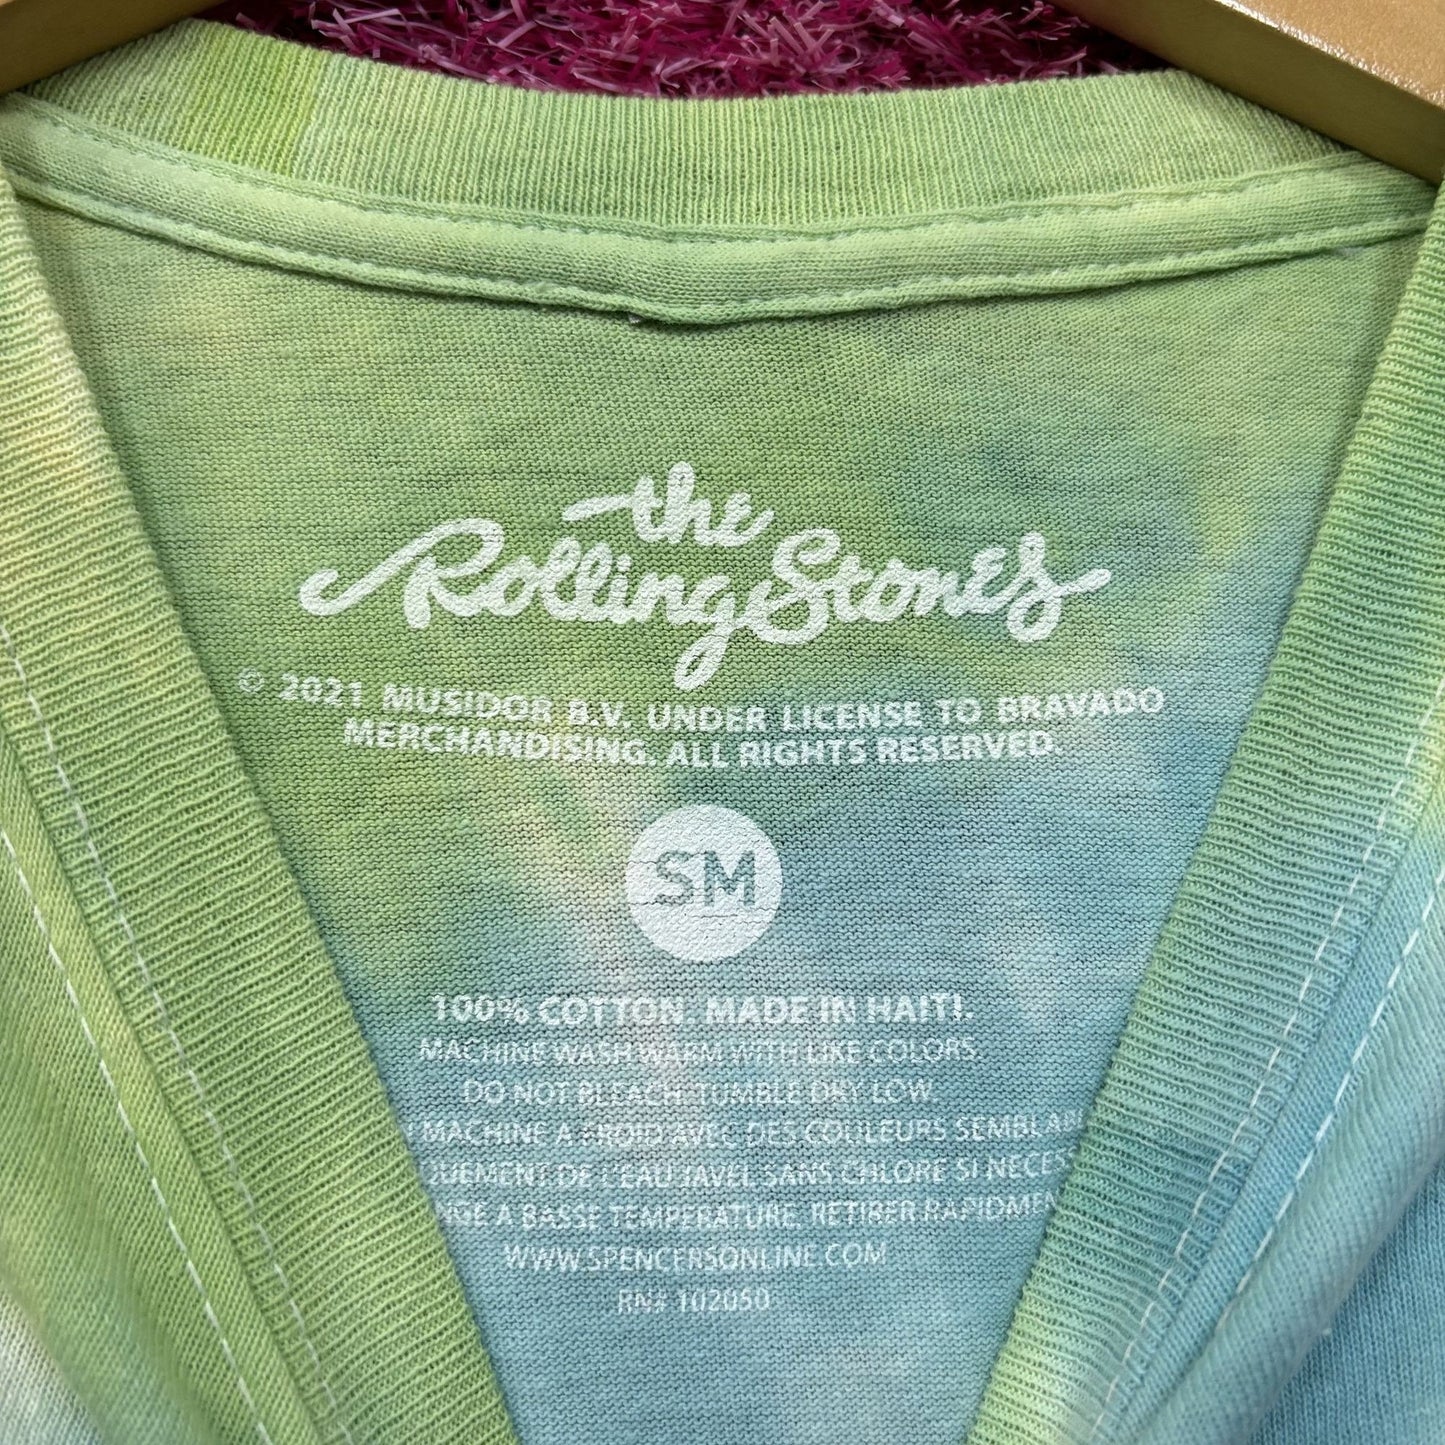 the
Rolling Stones
© 2021 MUSIDOR B.V. UNDER LICENSE TO BRAVADO
MERCHANDISING. ALL RIGHTS RESERVED.
SM
100% COTTON. MADE IN HAITI.
MACHINE WASH WARM WITH LIKE COLORS.
DO NOT BLEACH. TUMBLE DRY LOW.
MACHINE A FROID AVEC DES COULEURS
DE L'EAU JAVEL SANS CHLORE SI
A BASSE TEMPERATURE. RETIRER
WWW.SPENCERSONLINE.COM
RN# 102050